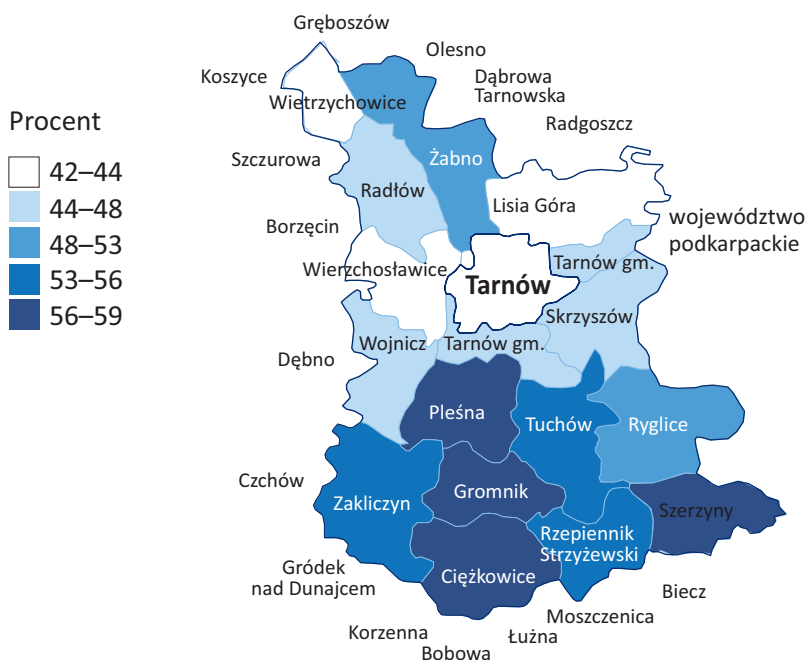 Gręboszów
Olesno
Koszyce
Dąbrowa
Tarnowska
Wietrzychowice
Radgoszcz
Procent
42–44
44–48
48–53
53–56
56–59
Szczurowa
Żabno
Radłów
Lisia Góra
Borzęcin
województwo
podkarpackie
Wierzchosławice
Tarnów gm.
Tarnów
Skrzyszów
Wojnicz
Tarnów gm.
Dębno
Pleśna
Tuchów
Ryglice
Czchów
Zakliczyn
Gromnik
Szerzyny
Rzepiennik
Strzyżewski
Gródek
nad Dunajcem
Ciężkowice
Biecz
Moszczenica
Korzenna
Łużna
Bobowa